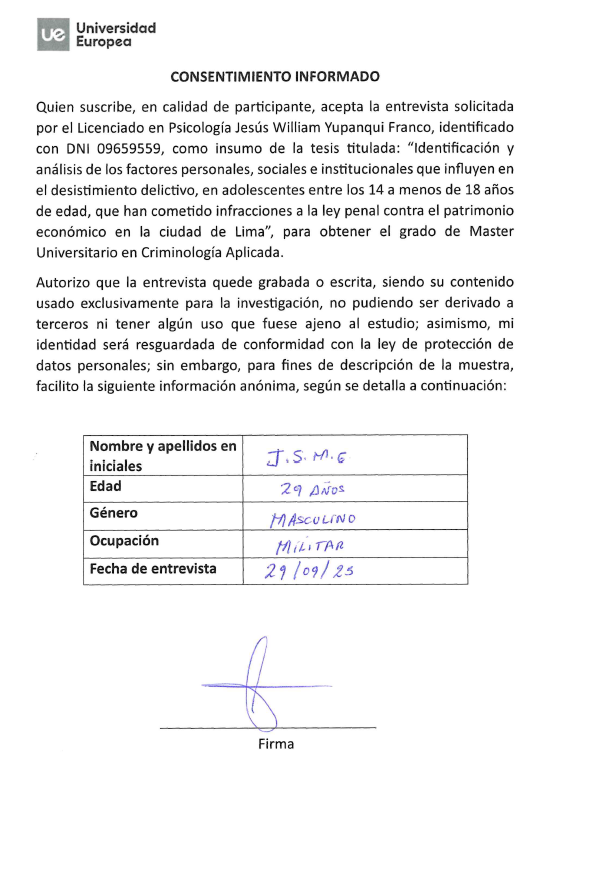 ue Universidad
Europea
CONSENTIMIENTO INFORMADO
Quien suscribe, en calidad de participante, acepta la entrevista solicitada
por el Licenciado en Psicología Jesús William Yupanqui Franco, identificado
con DNI 09659559, como insumo de la tesis titulada: “Identificación y
análisis de los factores personales, sociales e institucionales que influyen en
el desistimiento delictivo, en adolescentes entre los 14 a menos de 18 años
de edad, que han cometido infracciones a la ley penal contra el patrimonio
económico en la ciudad de Lima”, para obtener el grado de Master
Universitario en Criminología Aplicada.
Autorizo que la entrevista quede grabada o escrita, siendo su contenido
usado exclusivamente para la investigación, no pudiendo ser derivado a
terceros ni tener algún uso que fuese ajeno al estudio; asimismo, mi
identidad será resguardada de conformidad con la ley de protección de
datos personales; sin embargo, para fines de descripción de la muestra,
facilito la siguiente información anónima, según se detalla a continuación:
Nombre y apellidos en
iniciales J.S.M.G
Edad 29 AÑOS
Género MASCULINO
Ocupación MILITAR
Fecha de entrevista 29/09/25
Firma